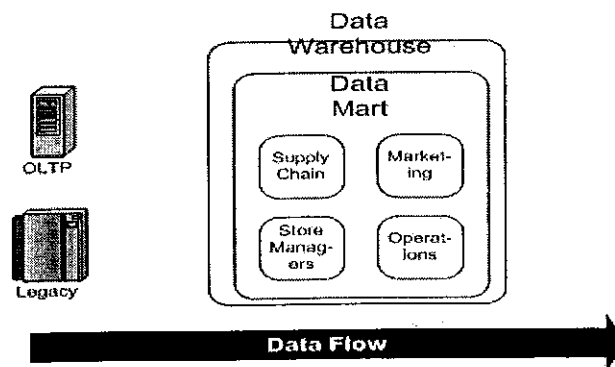 Data
Warehouse
Data
Mart
OLTP
Supply
Chain
Market-
ing
Legacy
Store
Manag-
ers
Operat-
ions
Data Flow